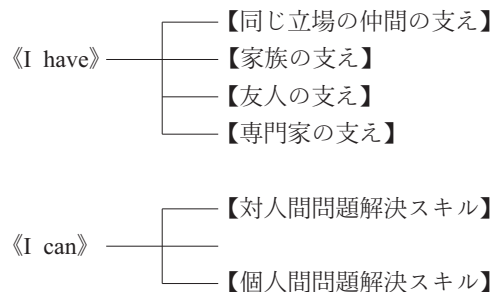 【同じ立場の仲間の支え】
《I have》【家族の支え】
【友人の支え】
【専門家の支え】
【対人間問題解決スキル】
《I can》
【個人間問題解決スキル】